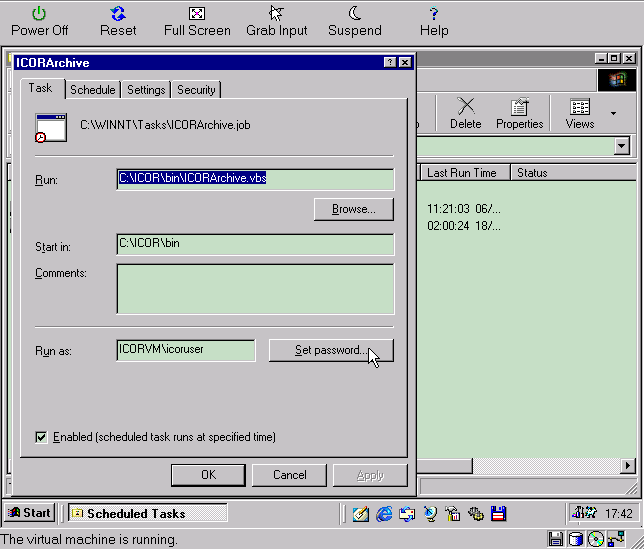 Power Off
Reset
Full Screen
Grab Input
Suspend
Help
ICORArchive
Task
Schedule
Settings
Security
C:\WINNT\Tasks\ICORArchive.job
Delete
Properties
Views
Run:
C:\ICOR\bin\ICORArchive.vbs
Last Run Time
Status
Browse...
11:21:03 06/...
02:00:24 18/...
Start in:
C:\ICOR\bin
Comments:
Run as:
ICORVM\icoruser
Set password...
Enabled (scheduled task runs at specified time)
OK
Cancel
Apply
Start
Scheduled Tasks
17:42
The virtual machine is running.